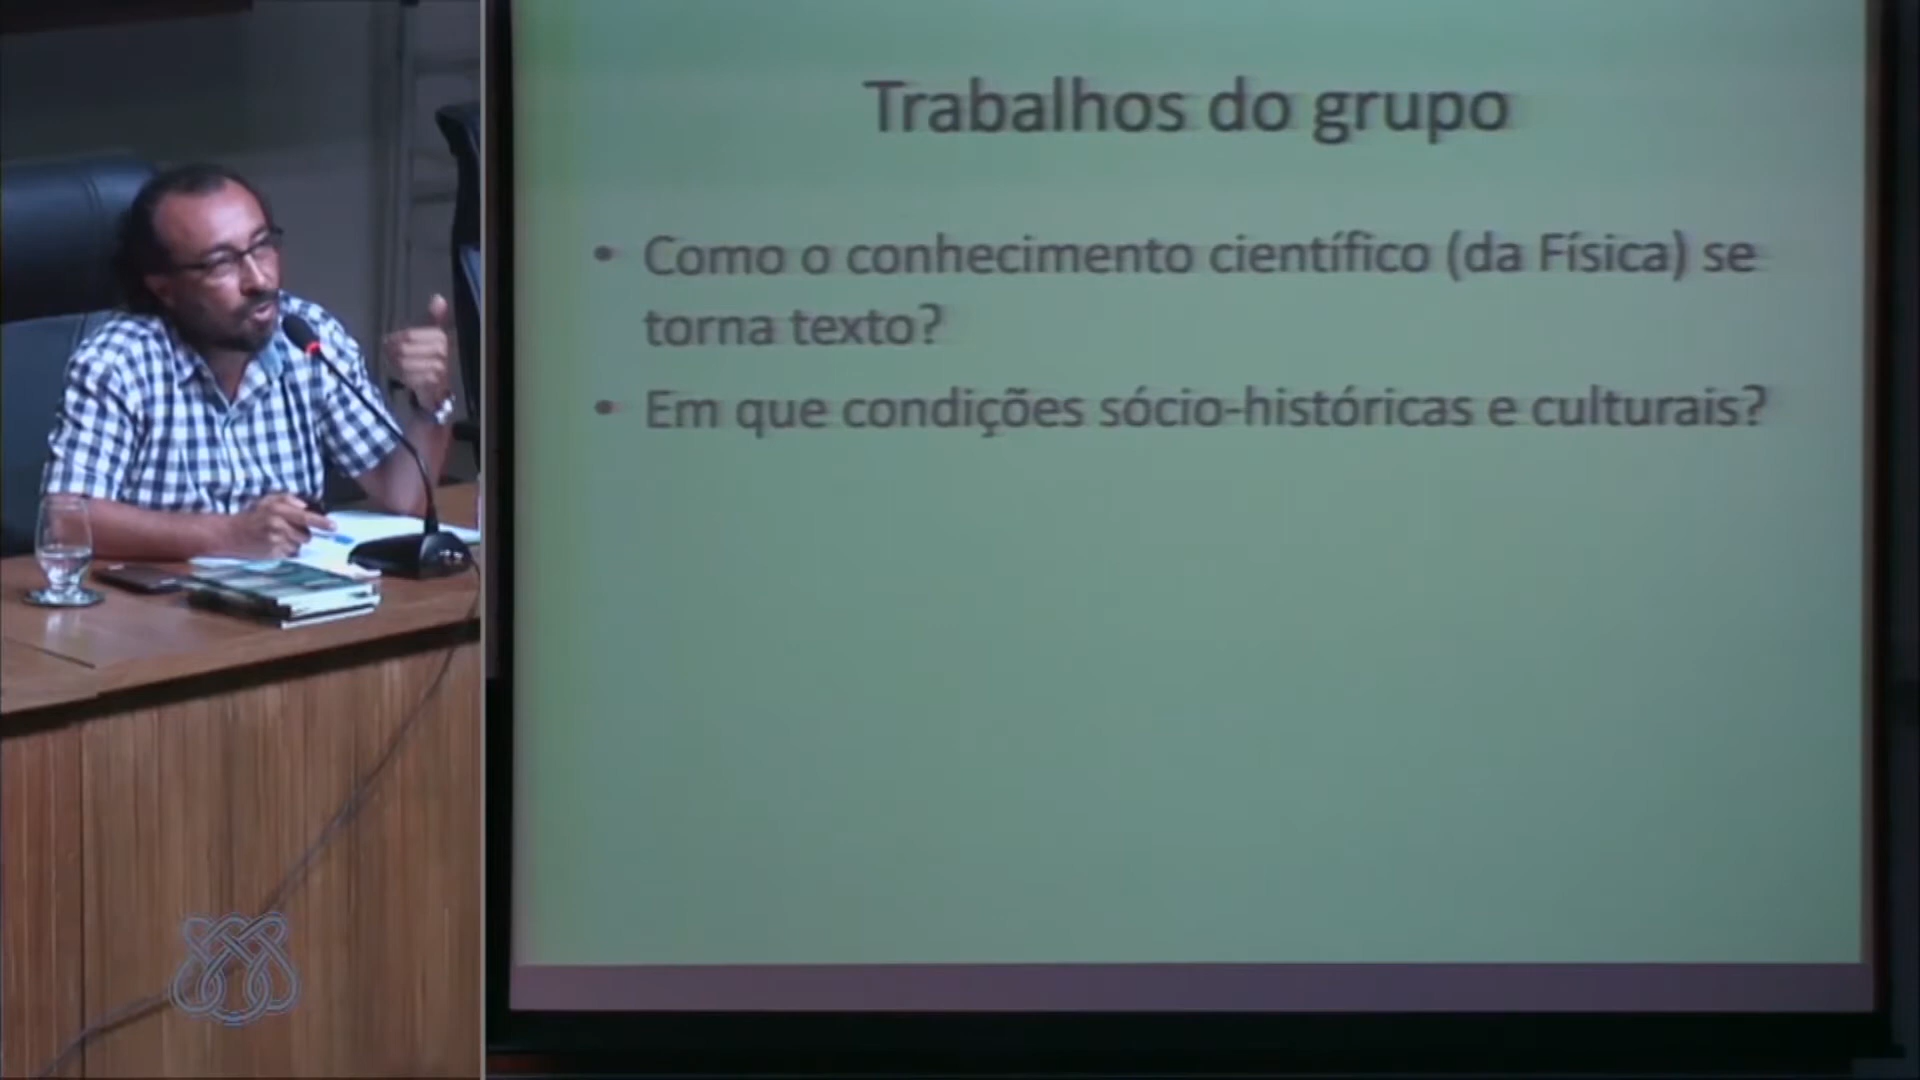 Trabalhos do grupo
• Como o conhecimento científico (da Física) se
torna texto?
• Em que condições sócio-históricas e culturais?